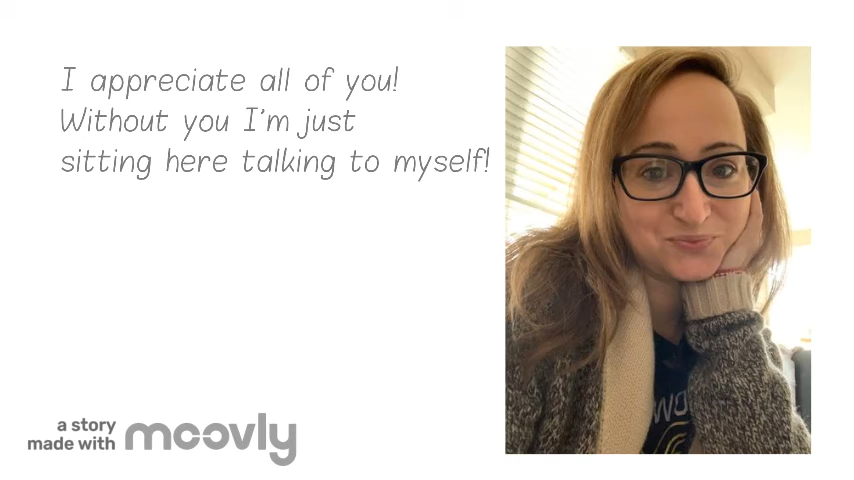 I appreciate all of you!
Without you I'm just
sitting here talking to myself!
a story
made with moovly